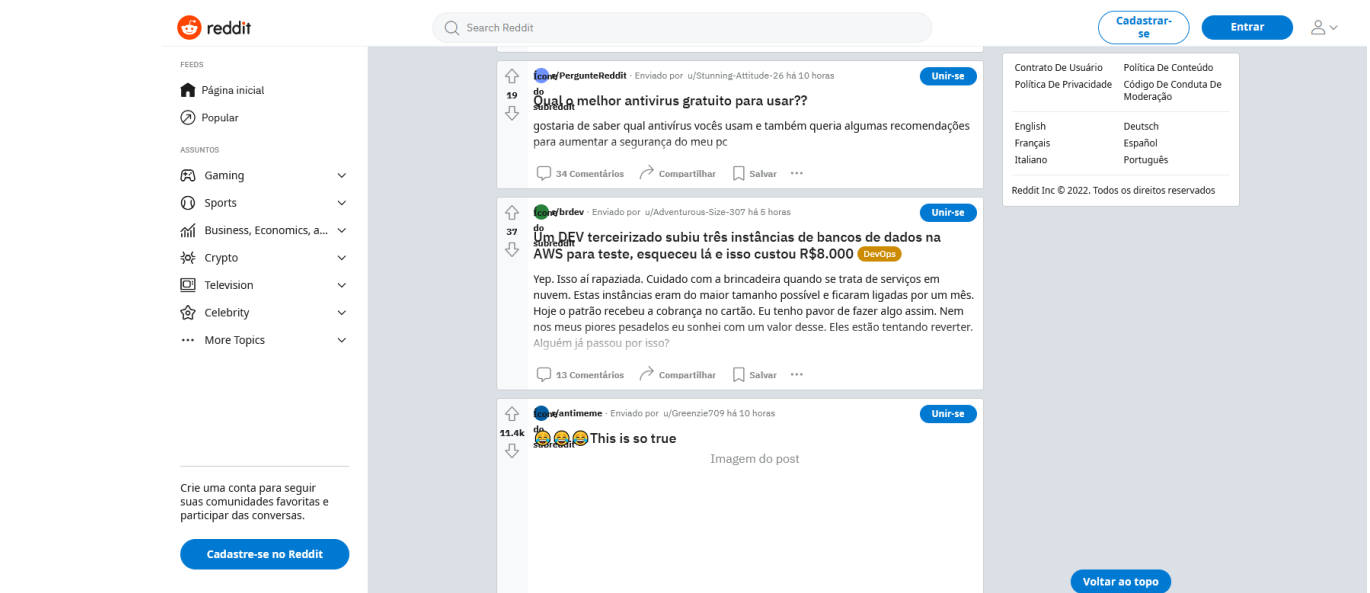 reddit
Search Reddit
Cadastrar-
se
Entrar
FEEDS
Página inicial
Popular
ASSUNTOS
Gaming
Sports
Business, Economics, a...
Crypto
Television
Celebrity
More Topics
Crie uma conta para seguir
suas comunidades favoritas e
participar das conversas.
Cadastre-se no Reddit
19
Ícone
do
subreddit
r/PergunteReddit · Enviado por u/Stunning-Attitude-26 há 10 horas
Unir-se
Qual o melhor antivirus gratuito para usar??
gostaria de saber qual antivírus vocês usam e também queria algumas recomendações
para aumentar a segurança do meu pc
34 Comentários Compartilhar Salvar
37
Ícone
do
subreddit
r/brdev · Enviado por u/Adventurous-Size-307 há 5 horas
Unir-se
Um DEV terceirizado subiu três instâncias de bancos de dados na
AWS para teste, esqueceu lá e isso custou R$8.000 DevOps
Yep. Isso aí rapaziada. Cuidado com a brincadeira quando se trata de serviços em
nuvem. Estas instâncias eram do maior tamanho possível e ficaram ligadas por um mês.
Hoje o patrão recebeu a cobrança no cartão. Eu tenho pavor de fazer algo assim. Nem
nos meus piores pesadelos eu sonhei com um valor desse. Eles estão tentando reverter.
Alguém já passou por isso?
13 Comentários Compartilhar Salvar
11.4k
Ícone
do
subreddit
r/antimeme · Enviado por u/Greenzie709 há 10 horas
Unir-se
😂😂😂This is so true
Imagem do post
Contrato De Usuário Política De Conteúdo
Política De Privacidade Código De Conduta De
Moderação
English Deutsch
Français Español
Italiano Português
Reddit Inc © 2022. Todos os direitos reservados
Voltar ao topo